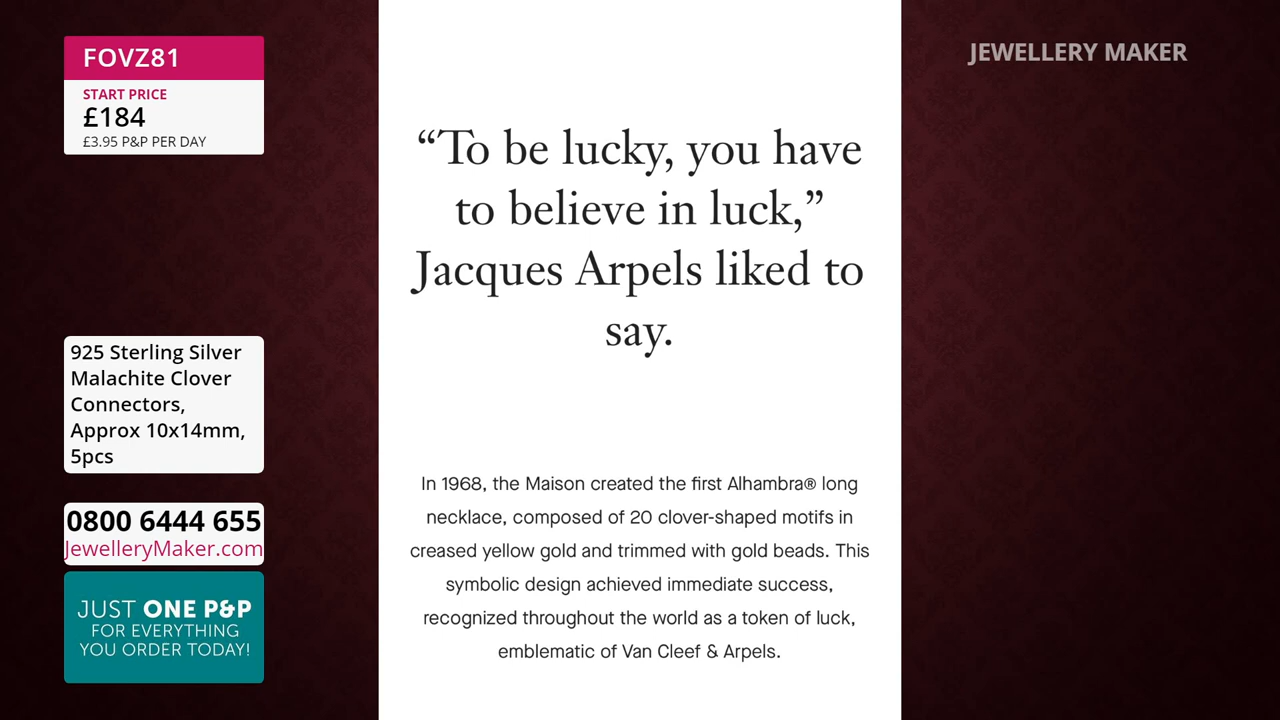 FOVZ81
START PRICE
£184
£3.95 P&P PER DAY
JEWELLERY MAKER
“To be lucky, you have
to believe in luck,”
Jacques Arpels liked to
say.
925 Sterling Silver
Malachite Clover
Connectors,
Approx 10x14mm,
5pcs
In 1968, the Maison created the first Alhambra® long
necklace, composed of 20 clover-shaped motifs in
creased yellow gold and trimmed with gold beads. This
symbolic design achieved immediate success,
recognized throughout the world as a token of luck,
emblematic of Van Cleef & Arpels.
0800 6444 655
JewelleryMaker.com
JUST ONE P&P
FOR EVERYTHING
YOU ORDER TODAY!